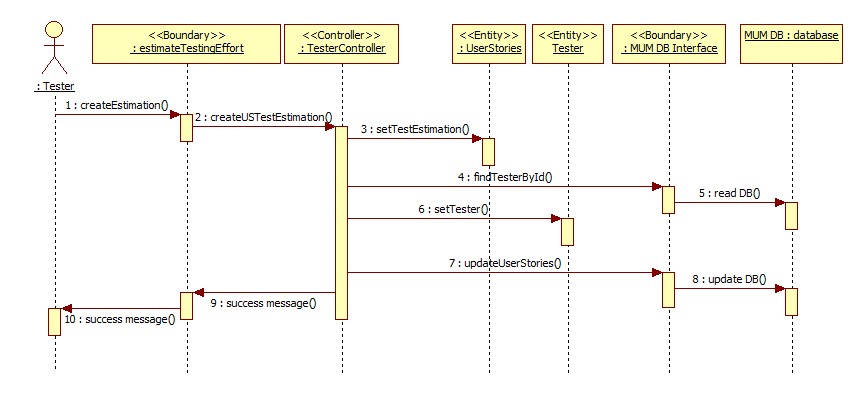 <<Boundary>>
: estimateTestingEffort
<<Controller>>
: TesterController
<<Entity>>
: UserStories
<<Entity>>
Tester
<<Boundary>>
: MUM DB Interface
MUM DB : database
: Tester
1 : createEstimation()
2 : createUSTestEstimation()
3 : setTestEstimation()
4 : findTesterById()
5 : read DB()
6 : setTester()
7 : updateUserStories()
8 : update DB()
9 : success message()
10 : success message()